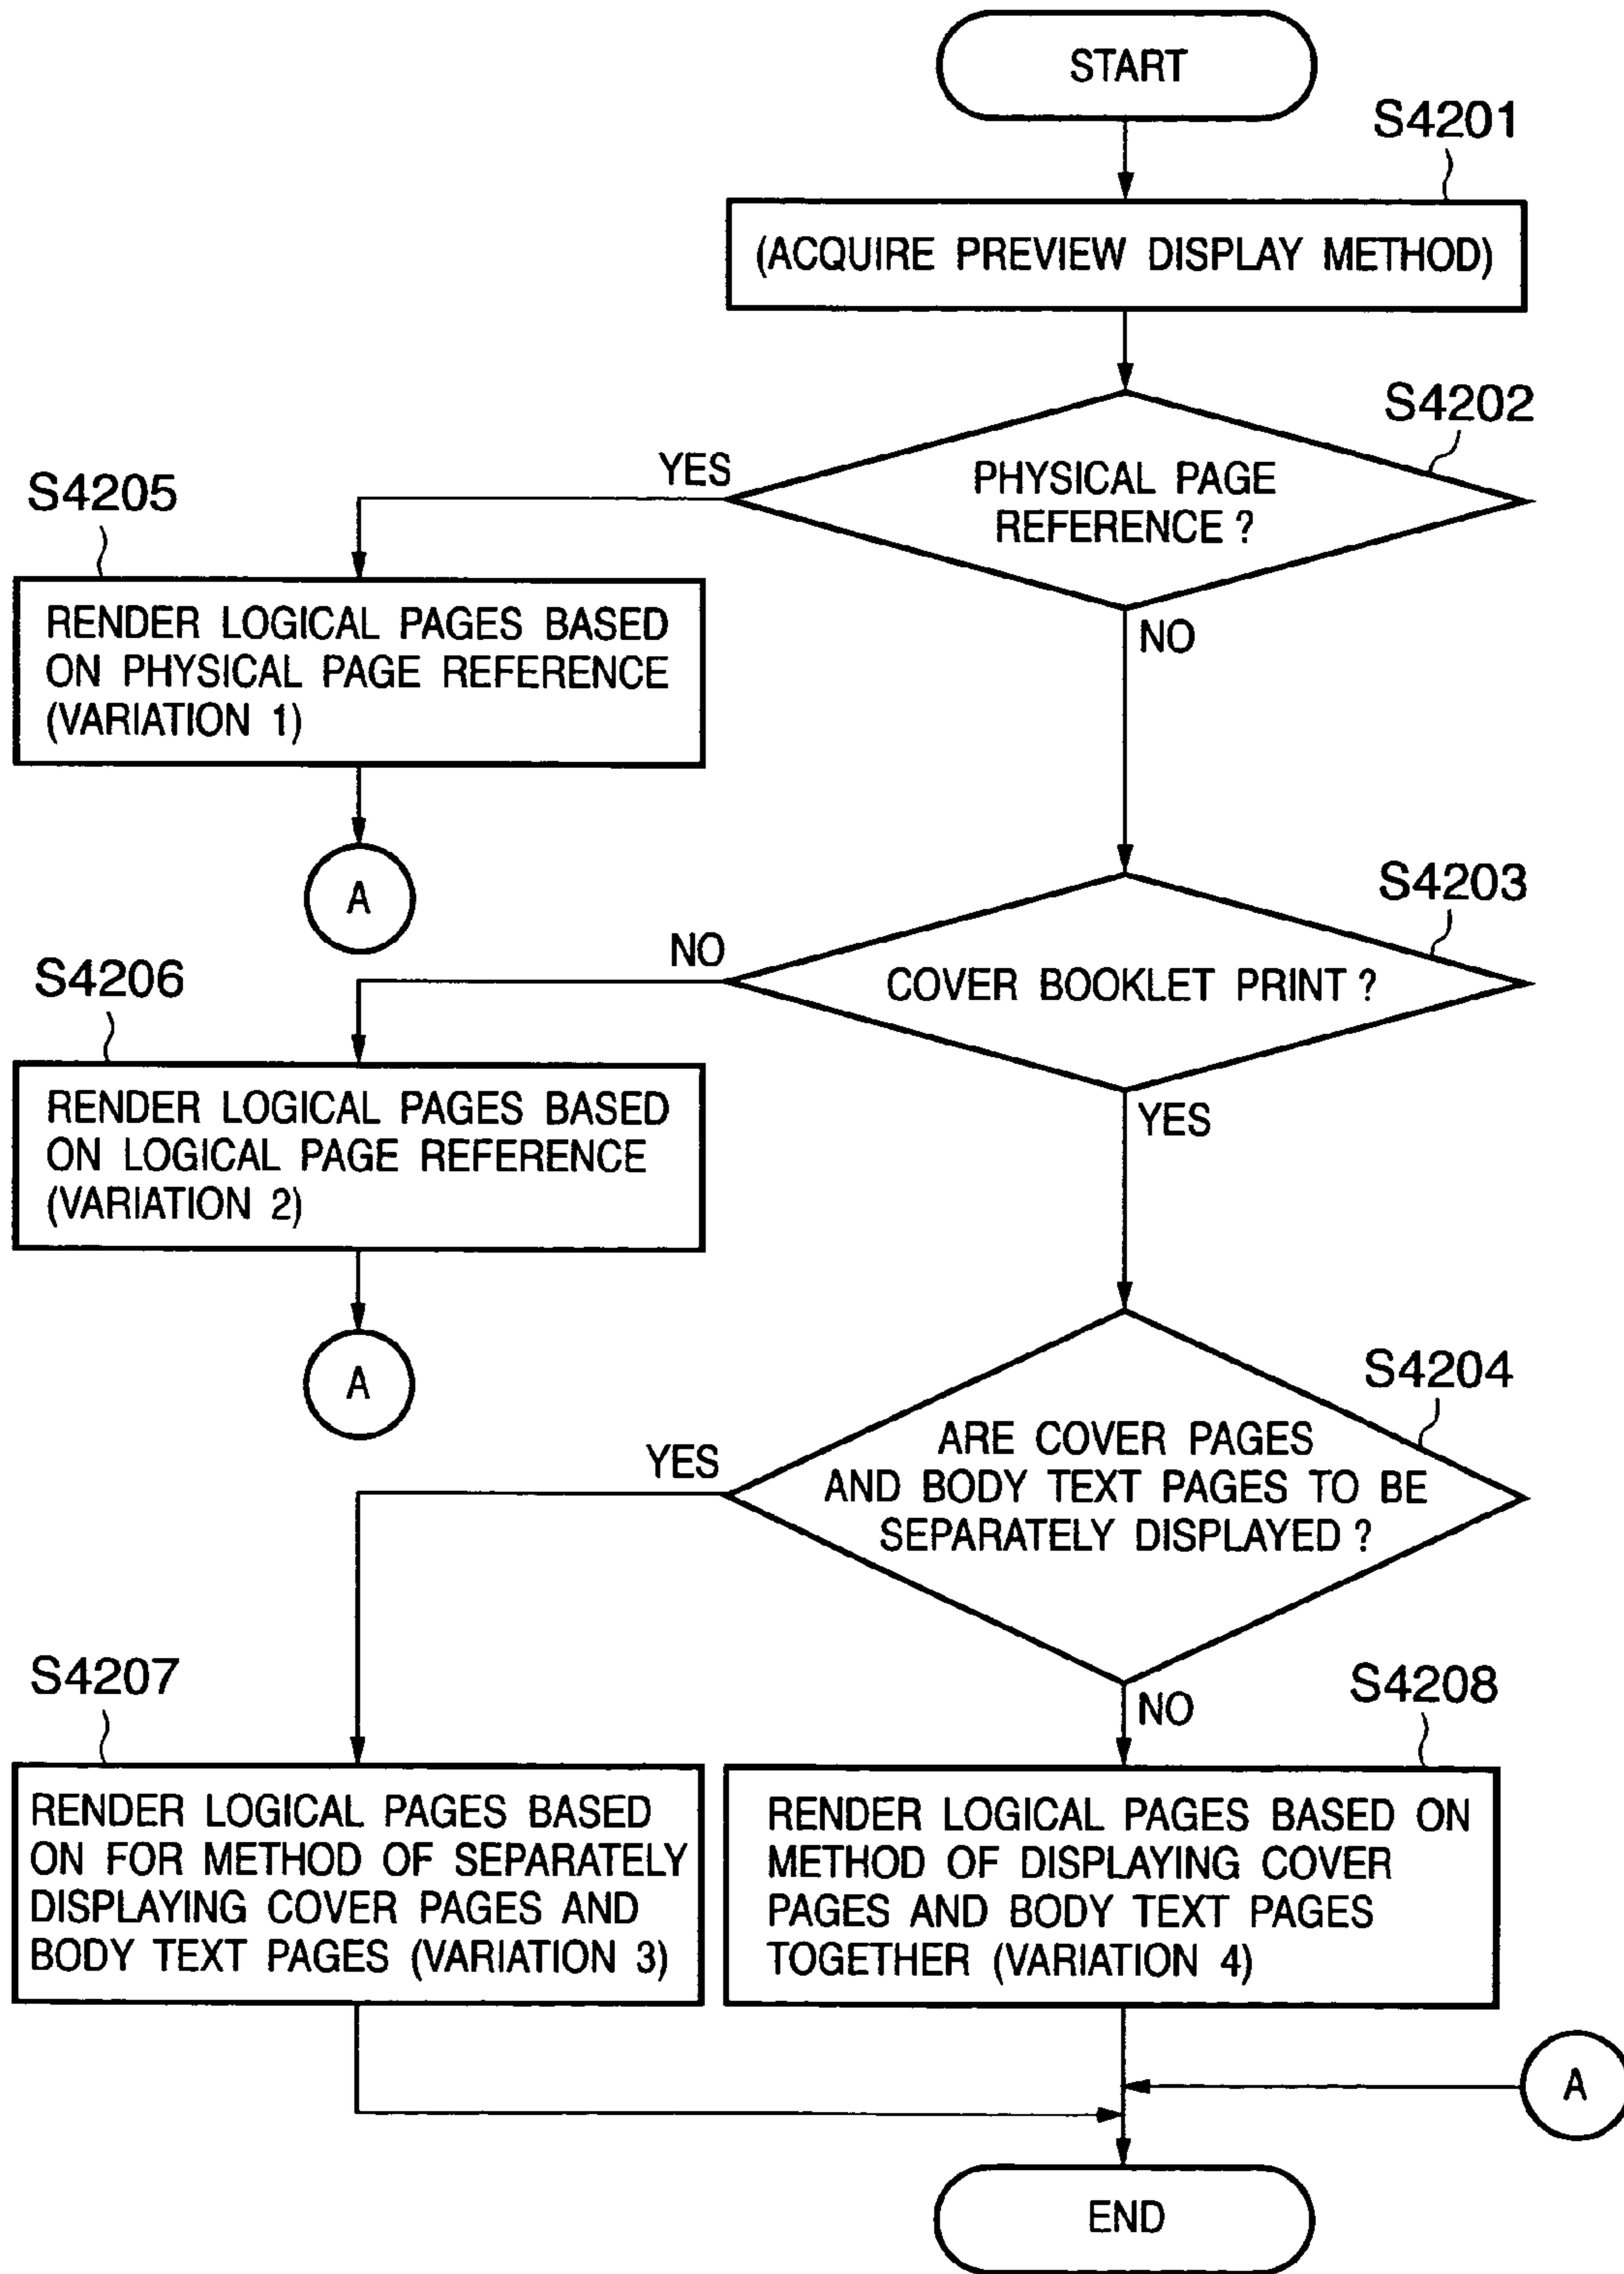 START
S4201
(ACQUIRE PREVIEW DISPLAY METHOD)
S4202
PHYSICAL PAGE
REFERENCE?
YES
NO
S4205
RENDER LOGICAL PAGES BASED
ON PHYSICAL PAGE REFERENCE
(VARIATION 1)
A
S4203
COVER BOOKLET PRINT?
NO
YES
S4206
RENDER LOGICAL PAGES BASED
ON LOGICAL PAGE REFERENCE
(VARIATION 2)
A
S4204
ARE COVER PAGES
AND BODY TEXT PAGES TO BE
SEPARATELY DISPLAYED?
YES
NO
S4207
RENDER LOGICAL PAGES BASED
ON FOR METHOD OF SEPARATELY
DISPLAYING COVER PAGES AND
BODY TEXT PAGES (VARIATION 3)
S4208
RENDER LOGICAL PAGES BASED ON
METHOD OF DISPLAYING COVER
PAGES AND BODY TEXT PAGES
TOGETHER (VARIATION 4)
A
END